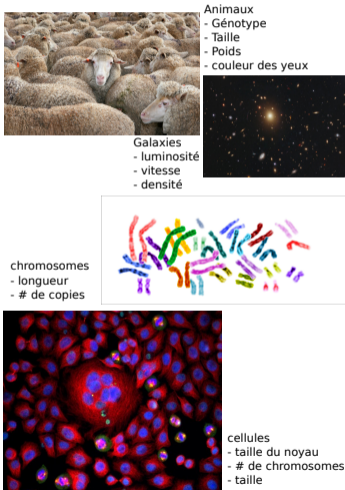 Animaux
- Génotype
- Taille
- Poids
- couleur des yeux
Galaxies
- luminosité
- vitesse
- densité
chromosomes
- longueur
- # de copies
cellules
- taille du noyau
- # de chromosomes
- taille